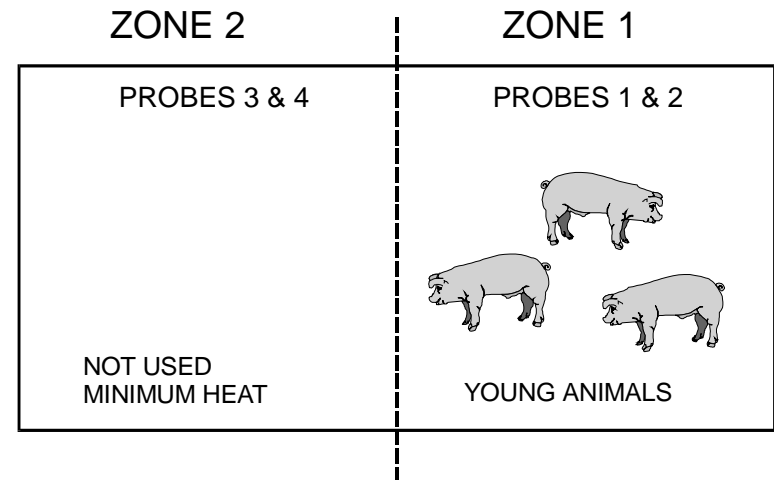 ZONE 2
ZONE 1
PROBES 3 & 4
PROBES 1 & 2
NOT USED
MINIMUM HEAT
YOUNG ANIMALS